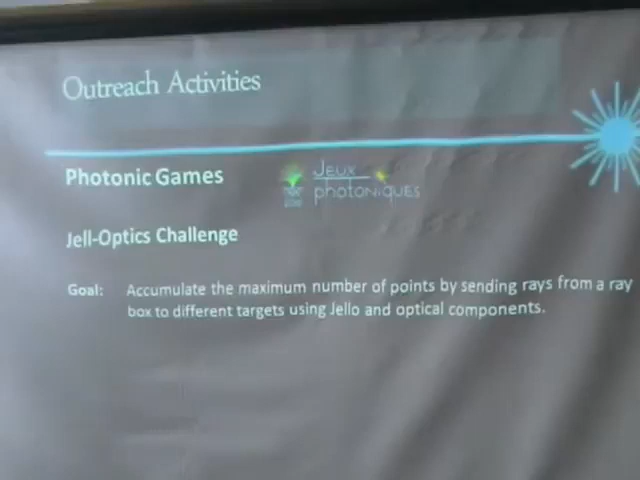 Outreach Activities
Photonic Games
Jeux
photoniques
Jell-Optics Challenge
Goal: Accumulate the maximum number of points by sending rays from a ray
box to different targets using Jello and optical components.